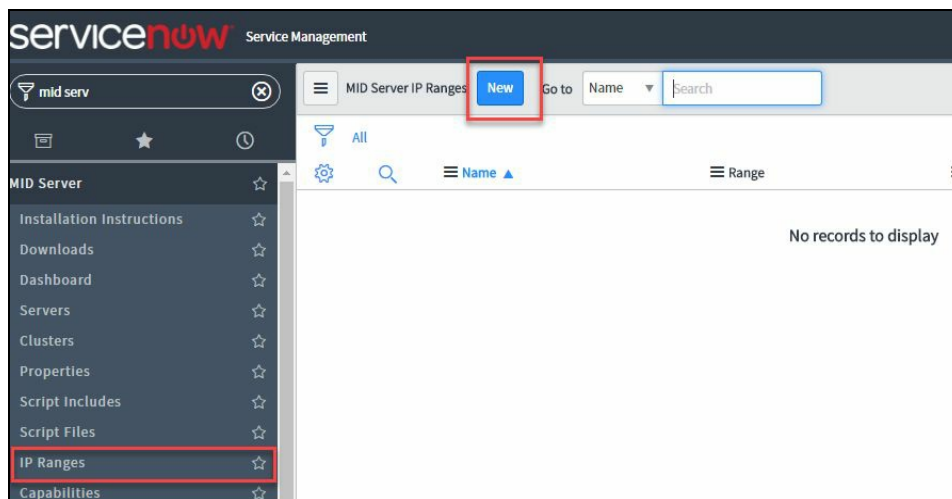 servicenow Service Management
mid serv
MID Server IP Ranges New Go to Name Search
All
Name Range
No records to display
MID Server
Installation Instructions
Downloads
Dashboard
Servers
Clusters
Properties
Script Includes
Script Files
IP Ranges
Capabilities